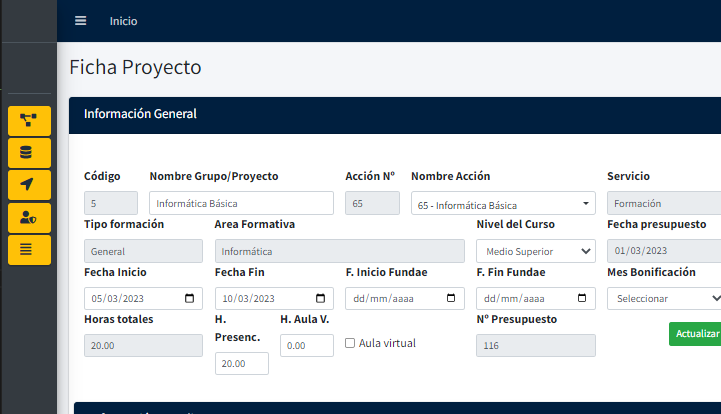 Inicio
Ficha Proyecto
Información General
Código Nombre Grupo/Proyecto Acción Nº Nombre Acción Servicio
5 Informática Básica 65 65 - Informática Básica Formación
Tipo formación Area Formativa Nivel del Curso Fecha presupuesto
General Informática Medio Superior 01/03/2023
Fecha Inicio Fecha Fin F. Inicio Fundae F. Fin Fundae Mes Bonificación
05/03/2023 10/03/2023 dd/mm/aaaa dd/mm/aaaa Seleccionar
Horas totales H. Presenc. H. Aula V. Nº Presupuesto
20.00 20.00 0.00 Aula virtual 116 Actualizar